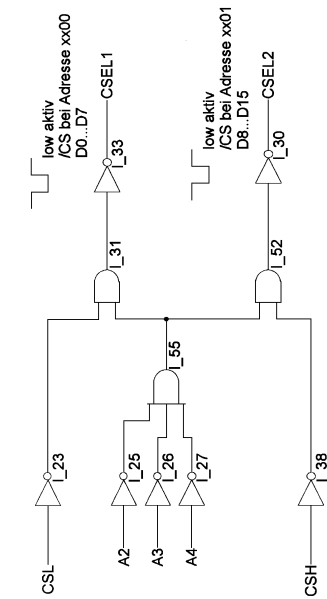 CSL
I_23
A2
I_25
A3
I_26
A4
I_27
I_55
CSH
I_38
I_31
I_33
CSEL1
low aktiv
/CS bei Adresse xx00
D0...D7
I_52
I_30
CSEL2
low aktiv
/CS bei Adresse xx01
D8...D15